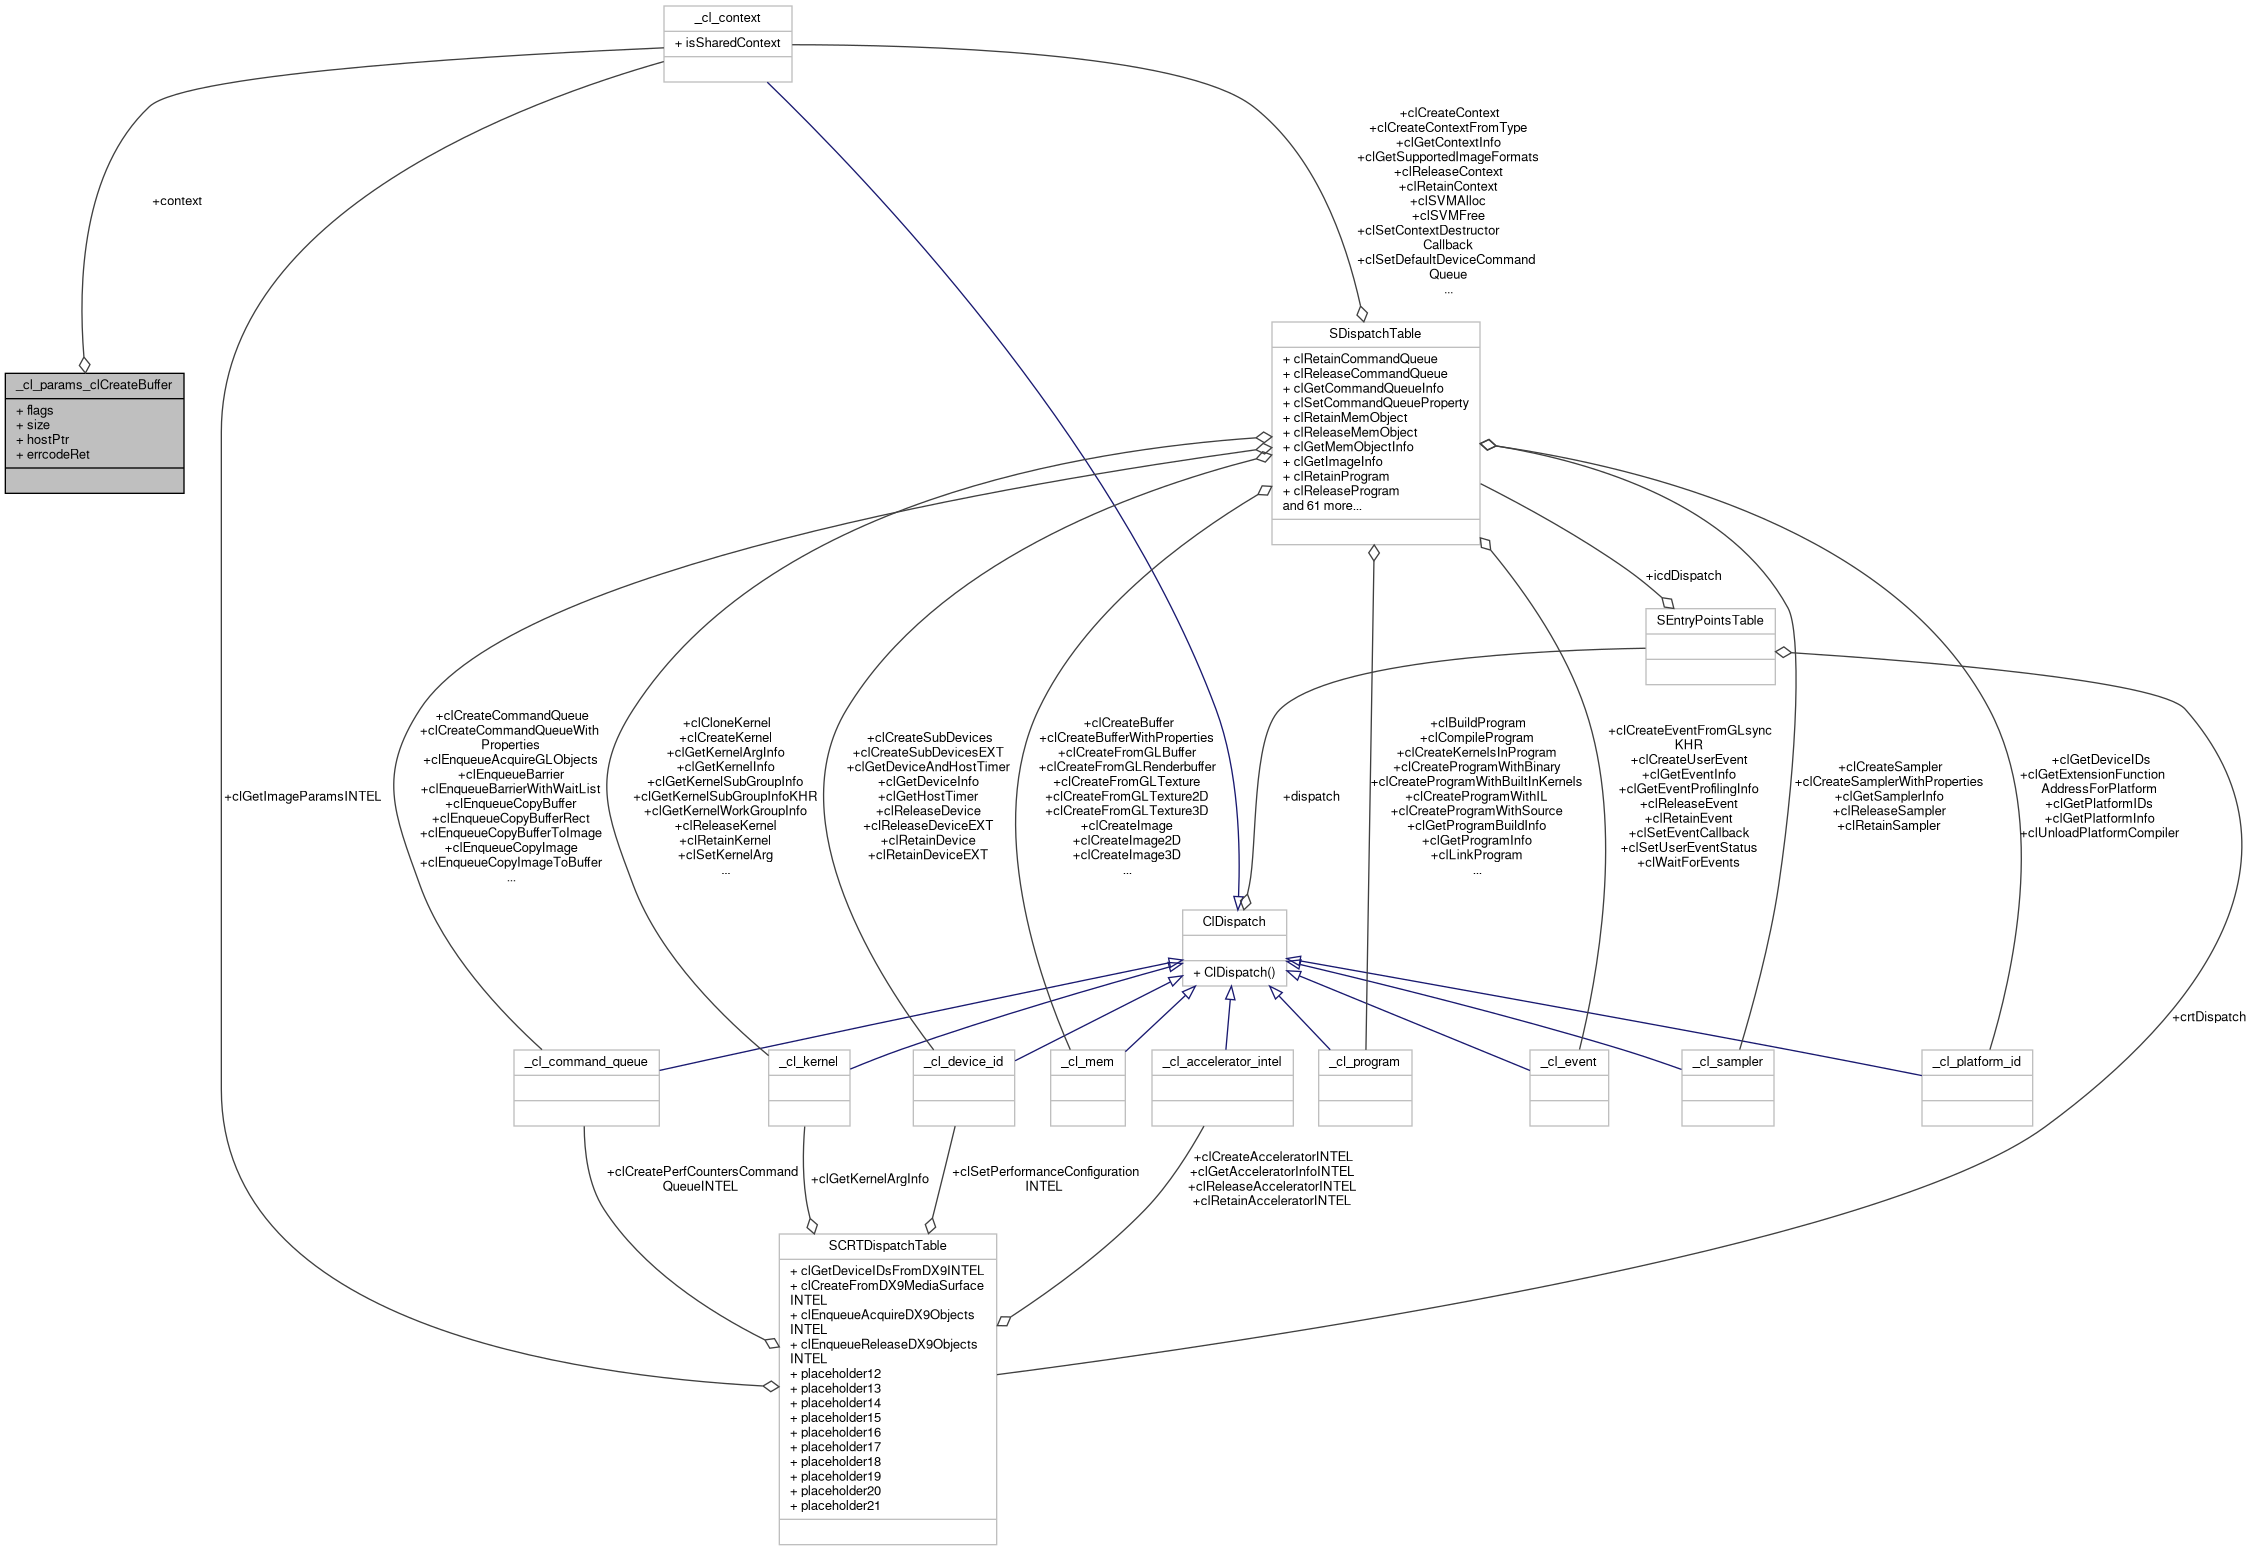 _cl_context
+ isSharedContext
+clCreateContext
+clCreateContextFromType
+clGetContextInfo
+clGetSupportedImageFormats
+clReleaseContext
+clRetainContext
+clSVMAlloc
+clSVMFree
+clSetContextDestructor
Callback
+clSetDefaultDeviceCommand
Queue
...
+context
SDispatchTable
+ clRetainCommandQueue
+ clReleaseCommandQueue
+ clGetCommandQueueInfo
+ clSetCommandQueueProperty
+ clRetainMemObject
+ clReleaseMemObject
+ clGetMemObjectInfo
+ clGetImageInfo
+ clRetainProgram
+ clReleaseProgram
and 61 more...
_cl_params_clCreateBuffer
+ flags
+ size
+ hostPtr
+ errcodeRet
+icdDispatch
SEntryPointsTable
+clGetImageParamsINTEL
+clCreateCommandQueue
+clCreateCommandQueueWith
Properties
+clEnqueueAcquireGLObjects
+clEnqueueBarrier
+clEnqueueBarrierWithWaitList
+clEnqueueCopyBuffer
+clEnqueueCopyBufferRect
+clEnqueueCopyBufferToImage
+clEnqueueCopyImage
+clEnqueueCopyImageToBuffer
...
+clCloneKernel
+clCreateKernel
+clGetKernelArgInfo
+clGetKernelInfo
+clGetKernelSubGroupInfo
+clGetKernelSubGroupInfoKHR
+clGetKernelWorkGroupInfo
+clReleaseKernel
+clRetainKernel
+clSetKernelArg
...
+clCreateSubDevices
+clCreateSubDevicesEXT
+clGetDeviceAndHostTimer
+clGetDeviceInfo
+clGetHostTimer
+clReleaseDevice
+clReleaseDeviceEXT
+clRetainDevice
+clRetainDeviceEXT
+clCreateBuffer
+clCreateBufferWithProperties
+clCreateFromGLBuffer
+clCreateFromGLRenderbuffer
+clCreateFromGLTexture
+clCreateFromGLTexture2D
+clCreateFromGLTexture3D
+clCreateImage
+clCreateImage2D
+clCreateImage3D
...
+dispatch
+clBuildProgram
+clCompileProgram
+clCreateKernelsInProgram
+clCreateProgramWithBinary
+clCreateProgramWithBuiltInKernels
+clCreateProgramWithIL
+clCreateProgramWithSource
+clGetProgramBuildInfo
+clGetProgramInfo
+clLinkProgram
...
+clCreateEventFromGLsync
KHR
+clCreateUserEvent
+clGetEventInfo
+clGetEventProfilingInfo
+clReleaseEvent
+clRetainEvent
+clSetEventCallback
+clSetUserEventStatus
+clWaitForEvents
+clCreateSampler
+clCreateSamplerWithProperties
+clGetSamplerInfo
+clReleaseSampler
+clRetainSampler
+clGetDeviceIDs
+clGetExtensionFunction
AddressForPlatform
+clGetPlatformIDs
+clGetPlatformInfo
+clUnloadPlatformCompiler
ClDispatch
+ ClDispatch()
+crtDispatch
_cl_command_queue
_cl_kernel
_cl_device_id
_cl_mem
_cl_accelerator_intel
_cl_program
_cl_event
_cl_sampler
_cl_platform_id
+clCreatePerfCountersCommand
QueueINTEL
+clGetKernelArgInfo
+clSetPerformanceConfiguration
INTEL
+clCreateAcceleratorINTEL
+clGetAcceleratorInfoINTEL
+clReleaseAcceleratorINTEL
+clRetainAcceleratorINTEL
SCRTDispatchTable
+ clGetDeviceIDsFromDX9INTEL
+ clCreateFromDX9MediaSurface
INTEL
+ clEnqueueAcquireDX9Objects
INTEL
+ clEnqueueReleaseDX9Objects
INTEL
+ placeholder12
+ placeholder13
+ placeholder14
+ placeholder15
+ placeholder16
+ placeholder17
+ placeholder18
+ placeholder19
+ placeholder20
+ placeholder21